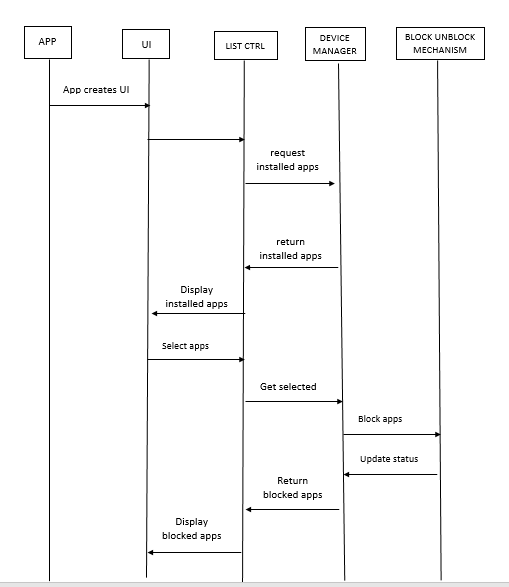 APP
UI
LIST CTRL
DEVICE
MANAGER
BLOCK UNBLOCK
MECHANISM
App creates UI
request
installed apps
return
installed apps
Display
installed apps
Select apps
Get selected
Block apps
Update status
Return
blocked apps
Display
blocked apps